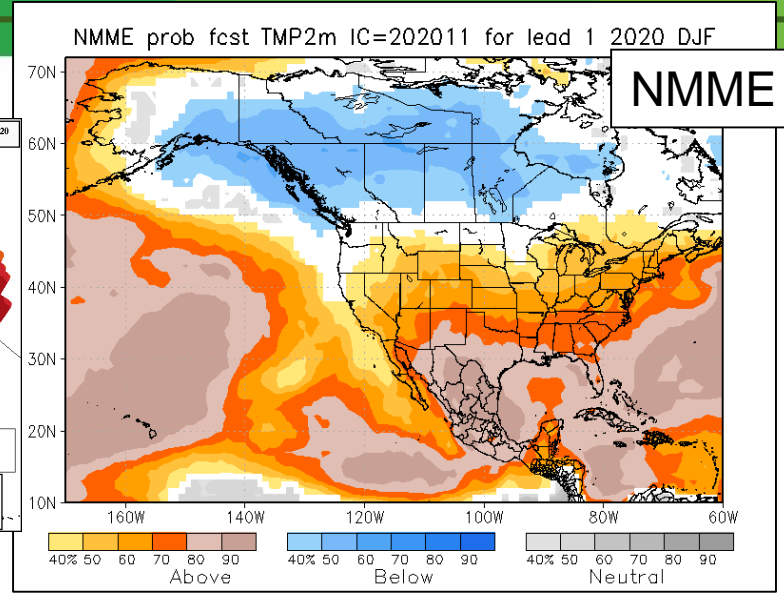 NMME prob fcst TMP2m IC=202011 for lead 1 2020 DJF
NMME
20
70N
60N
50N
40N
30N
20N
10N
160W 140W 120W 100W 80W 60W
40% 50 60 70 80 90 40% 50 60 70 80 90 40% 50 60 70 80 90
Above Below Neutral